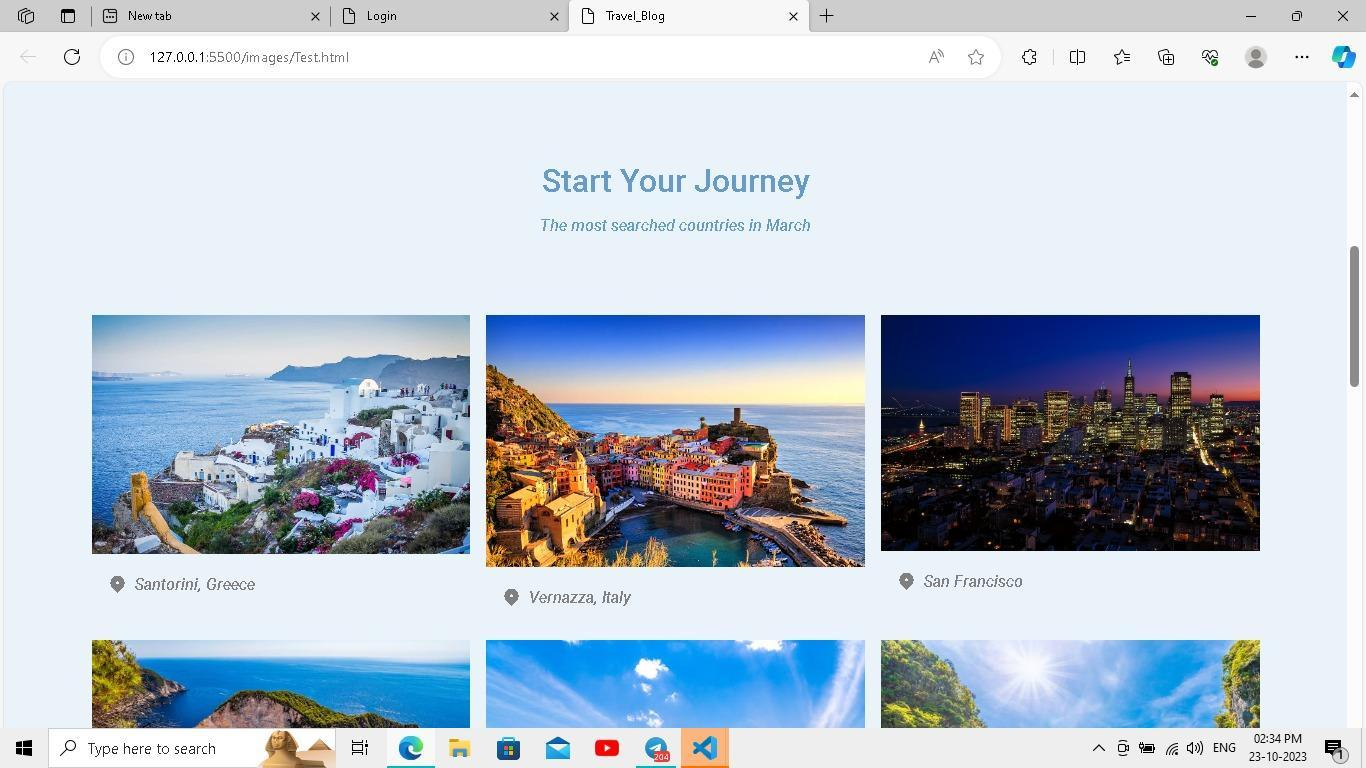 New tab
Login
Travel_Blog
127.0.0.1:5500/images/Test.html
Start Your Journey
The most searched countries in March
Santorini, Greece
Vernazza, Italy
San Francisco
Type here to search
204
ENG
02:34 PM
23-10-2023
1